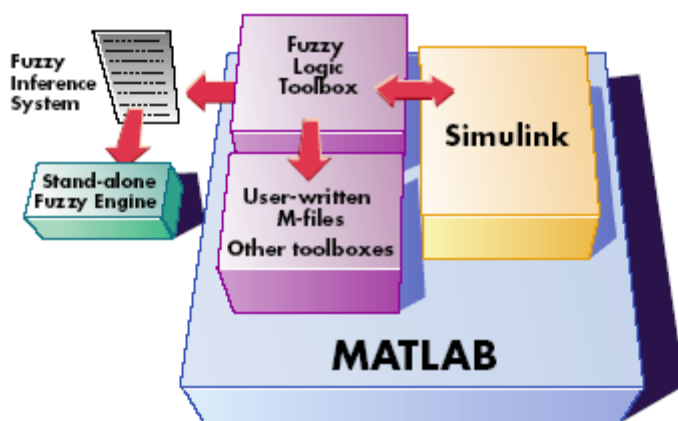 Fuzzy
Inference
System
Fuzzy
Logic
Toolbox
Simulink
Stand-alone
Fuzzy Engine
User-written
M-files
Other toolboxes
MATLAB